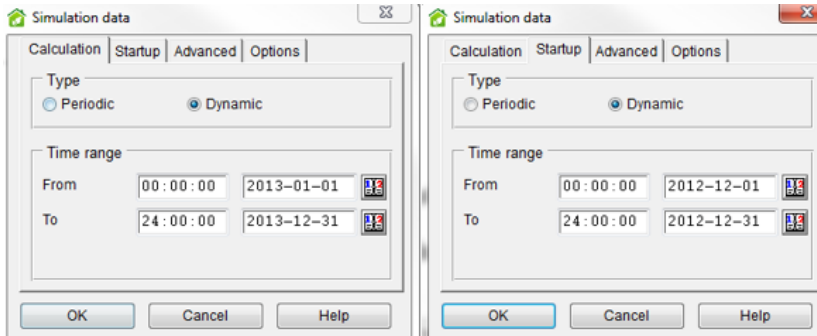 Simulation data
Calculation Startup Advanced Options
Type
Periodic Dynamic
Time range
From 00:00:00 2013-01-01
To 24:00:00 2013-12-31
OK Cancel Help
Simulation data
Calculation Startup Advanced Options
Type
Periodic Dynamic
Time range
From 00:00:00 2012-12-01
To 24:00:00 2012-12-31
OK Cancel Help